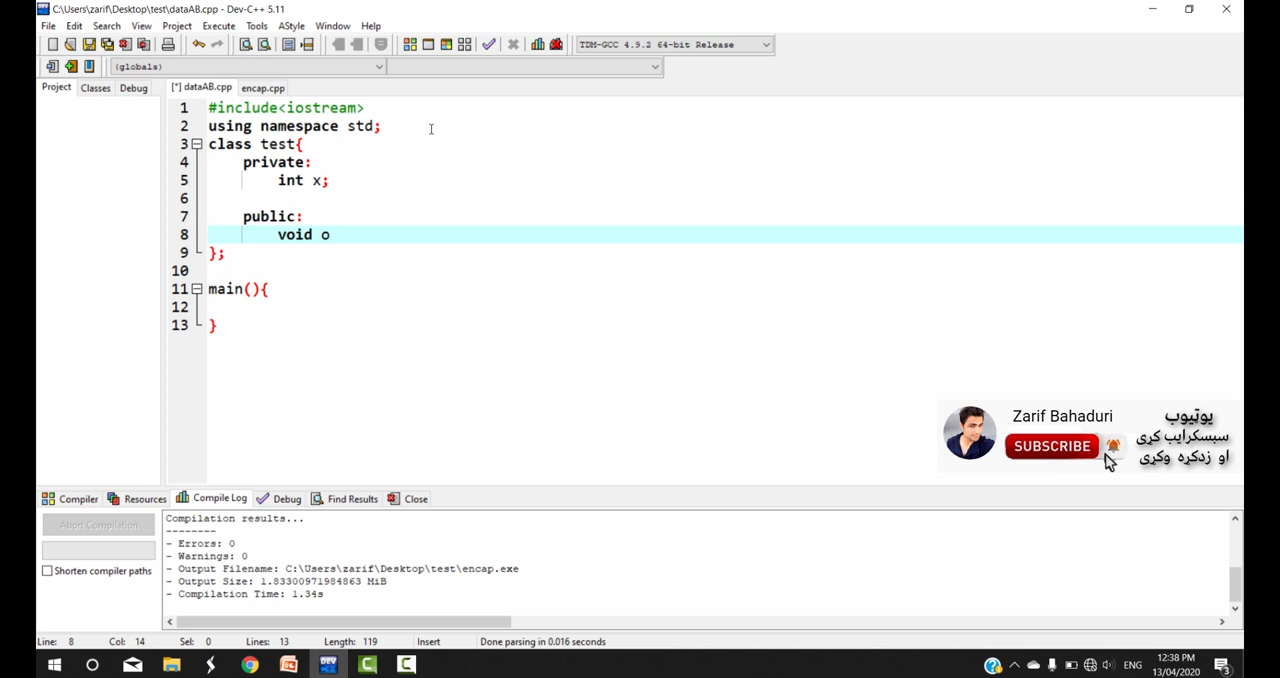 C:\Users\zarif\Desktop\test\dataAB.cpp - Dev-C++ 5.11
File Edit Search View Project Execute Tools AStyle Window Help
TDM-GCC 4.9.2 64-bit Release
(globals)
Project Classes Debug [*] dataAB.cpp encap.cpp
1 #include<iostream>
2 using namespace std;
3 class test{
4 private:
5 int x;
6
7 public:
8 void o
9 };
10
11 main(){
12
13 }
Zarif Bahaduri
SUBSCRIBE
یوټیوب
سبسکرایب کړی
او زدکړه وکړی
Compiler Resources Compile Log Debug Find Results Close
Abort Compilation
Shorten compiler paths
Compilation results...
--------
- Errors: 0
- Warnings: 0
- Output Filename: C:\Users\zarif\Desktop\test\encap.exe
- Output Size: 1.83300971984863 MiB
- Compilation Time: 1.34s
Line: 8 Col: 14 Sel: 0 Lines: 13 Length: 119 Insert Done parsing in 0.016 seconds
DEV
ENG
12:38 PM
13/04/2020
3